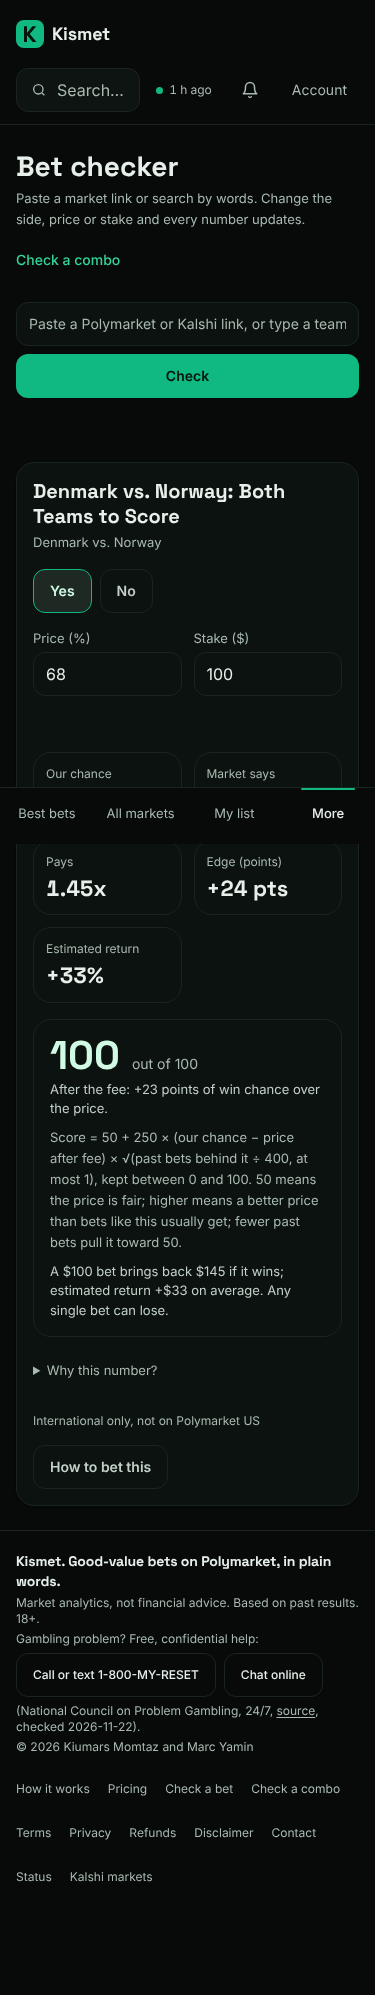 Kismet
Search...
1 h ago
Account
Bet checker
Paste a market link or search by words. Change the
side, price or stake and every number updates.
Check a combo
Paste a Polymarket or Kalshi link, or type a team
Check
Denmark vs. Norway: Both
Teams to Score
Denmark vs. Norway
Yes
No
Price (%)
Stake ($)
68
100
Our chance
Market says
Best bets
All markets
My list
More
Pays
Edge (points)
1.45x
+24 pts
Estimated return
+33%
100 out of 100
After the fee: +23 points of win chance over
the price.
Score = 50 + 250 × (our chance − price
after fee) × √(past bets behind it ÷ 400, at
most 1), kept between 0 and 100. 50 means
the price is fair; higher means a better price
than bets like this usually get; fewer past
bets pull it toward 50.
A $100 bet brings back $145 if it wins;
estimated return +$33 on average. Any
single bet can lose.
Why this number?
International only, not on Polymarket US
How to bet this
Kismet. Good-value bets on Polymarket, in plain
words.
Market analytics, not financial advice. Based on past results.
18+.
Gambling problem? Free, confidential help:
Call or text 1-800-MY-RESET
Chat online
(National Council on Problem Gambling, 24/7, source,
checked 2026-11-22).
© 2026 Kiumars Momtaz and Marc Yamin
How it works
Pricing
Check a bet
Check a combo
Terms
Privacy
Refunds
Disclaimer
Contact
Status
Kalshi markets